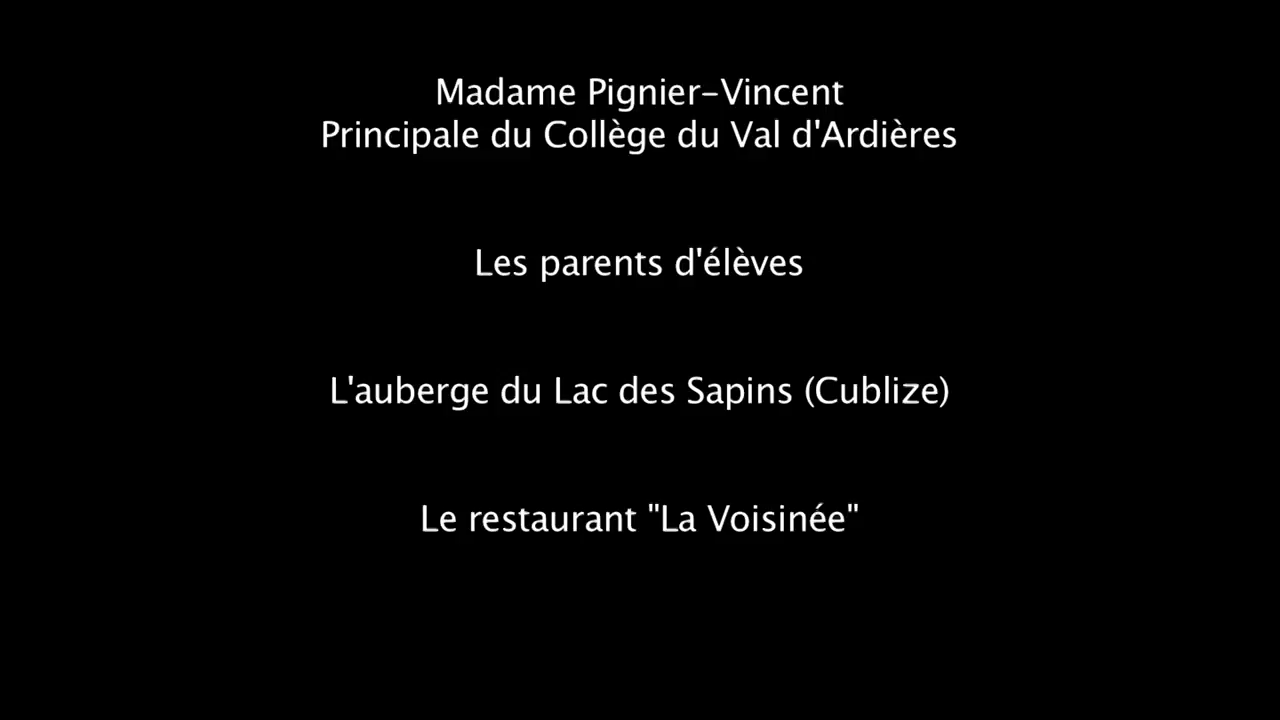 Madame Pignier-Vincent
Principale du Collège du Val d'Ardières
Les parents d'élèves
L'auberge du Lac des Sapins (Cublize)
Le restaurant "La Voisinée"